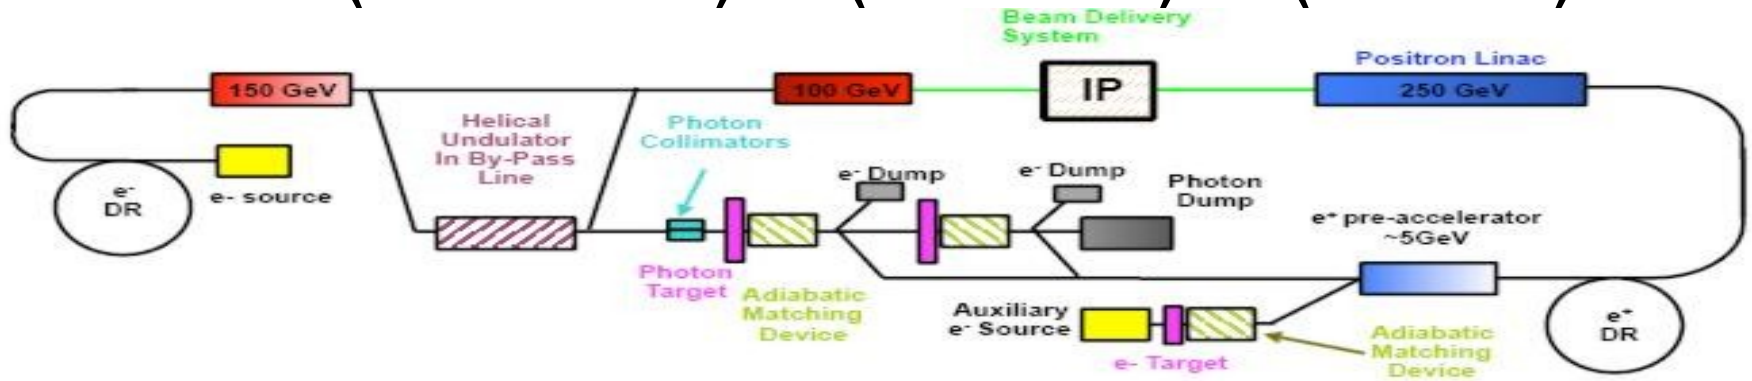 Beam Delivery
System
Positron Linac
150 GeV
100 GeV
IP
250 GeV
Helical
Undulator
In By-Pass
Line
Photon
Collimators
e- source
e-
DR
e- Dump
e- Dump
Photon
Dump
e+ pre-accelerator
~5GeV
Photon
Target
Adiabatic
Matching
Device
Auxiliary
e- Source
e- Target
Adiabatic
Matching
Device
e+
DR